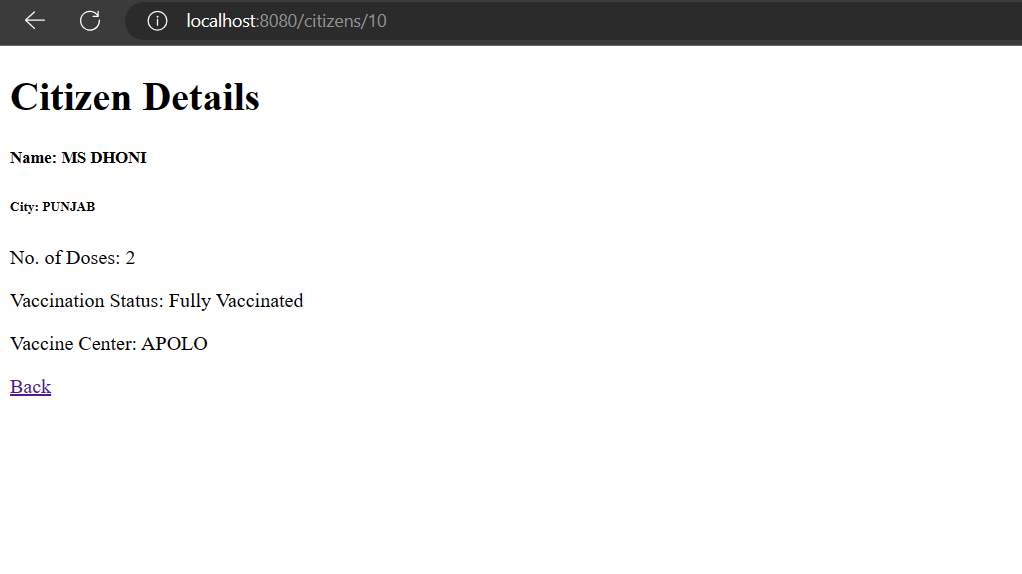 localhost:8080/citizens/10
Citizen Details
Name: MS DHONI
City: PUNJAB
No. of Doses: 2
Vaccination Status: Fully Vaccinated
Vaccine Center: APOLO
Back